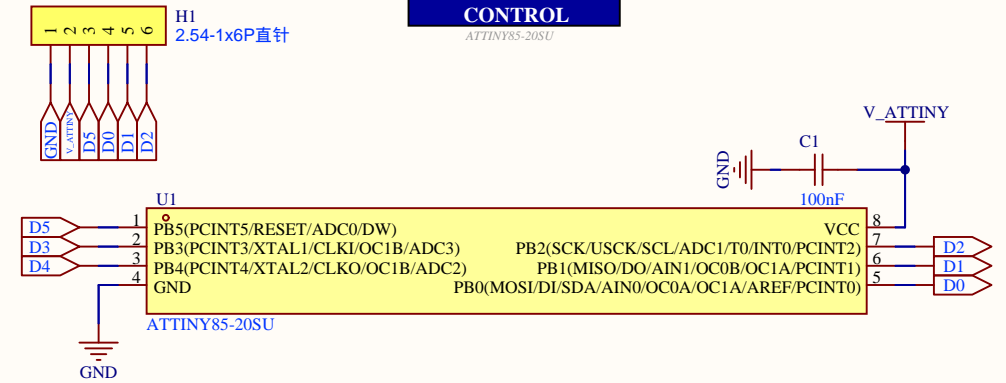 CONTROL
ATTINY85-20SU
H1
2.54-1x6P直针
1 2 3 4 5 6
GND V_ATTINY D5 D0 D1 D2
V_ATTINY
C1
GND
100nF
U1
D5 1 PB5(PCINT5/RESET/ADC0/DW)
D3 2 PB3(PCINT3/XTAL1/CLKI/OC1B/ADC3)
D4 3 PB4(PCINT4/XTAL2/CLKO/OC1B/ADC2)
4 GND
VCC 8
PB2(SCK/USCK/SCL/ADC1/T0/INT0/PCINT2) 7 D2
PB1(MISO/DO/AIN1/OC0B/OC1A/PCINT1) 6 D1
PB0(MOSI/DI/SDA/AIN0/OC0A/OC1A/AREF/PCINT0) 5 D0
ATTINY85-20SU
GND